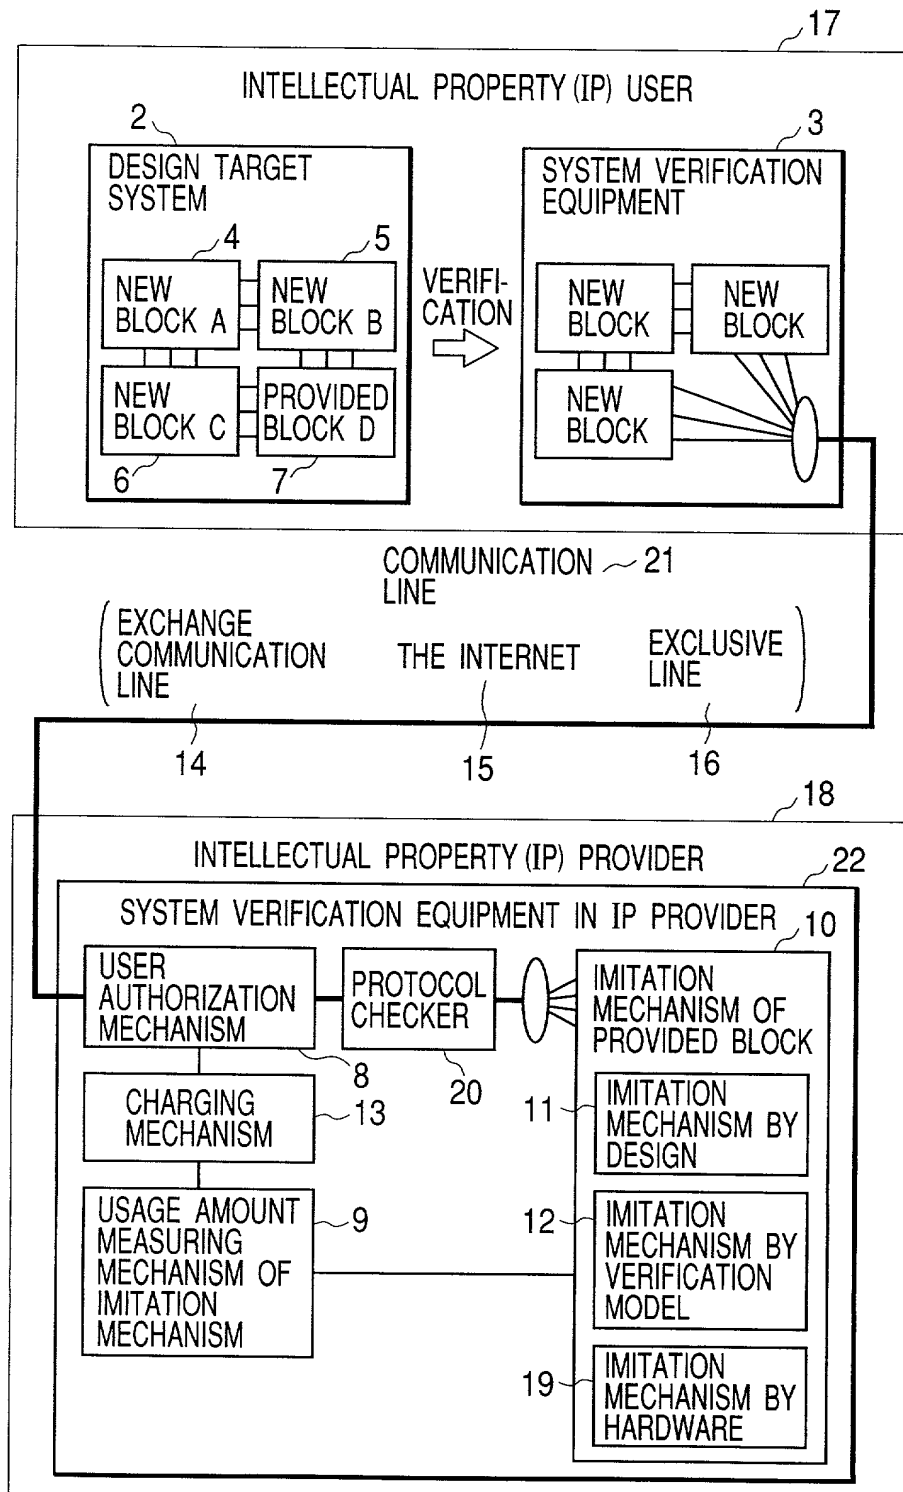 17
INTELLECTUAL PROPERTY (IP) USER
2
DESIGN TARGET
SYSTEM
4
5
NEW
BLOCK A
NEW
BLOCK B
NEW
BLOCK C
PROVIDED
BLOCK D
6
7
VERIFI-
CATION
3
SYSTEM VERIFICATION
EQUIPMENT
NEW
BLOCK
NEW
BLOCK
NEW
BLOCK
COMMUNICATION
LINE
21
EXCHANGE
COMMUNICATION
LINE
THE INTERNET
EXCLUSIVE
LINE
14
15
16
18
INTELLECTUAL PROPERTY (IP) PROVIDER
22
SYSTEM VERIFICATION EQUIPMENT IN IP PROVIDER
USER
AUTHORIZATION
MECHANISM
8
PROTOCOL
CHECKER
20
10
IMITATION
MECHANISM OF
PROVIDED BLOCK
CHARGING
MECHANISM
13
11
IMITATION
MECHANISM BY
DESIGN
USAGE AMOUNT
MEASURING
MECHANISM OF
IMITATION
MECHANISM
9
12
IMITATION
MECHANISM BY
VERIFICATION
MODEL
19
IMITATION
MECHANISM BY
HARDWARE